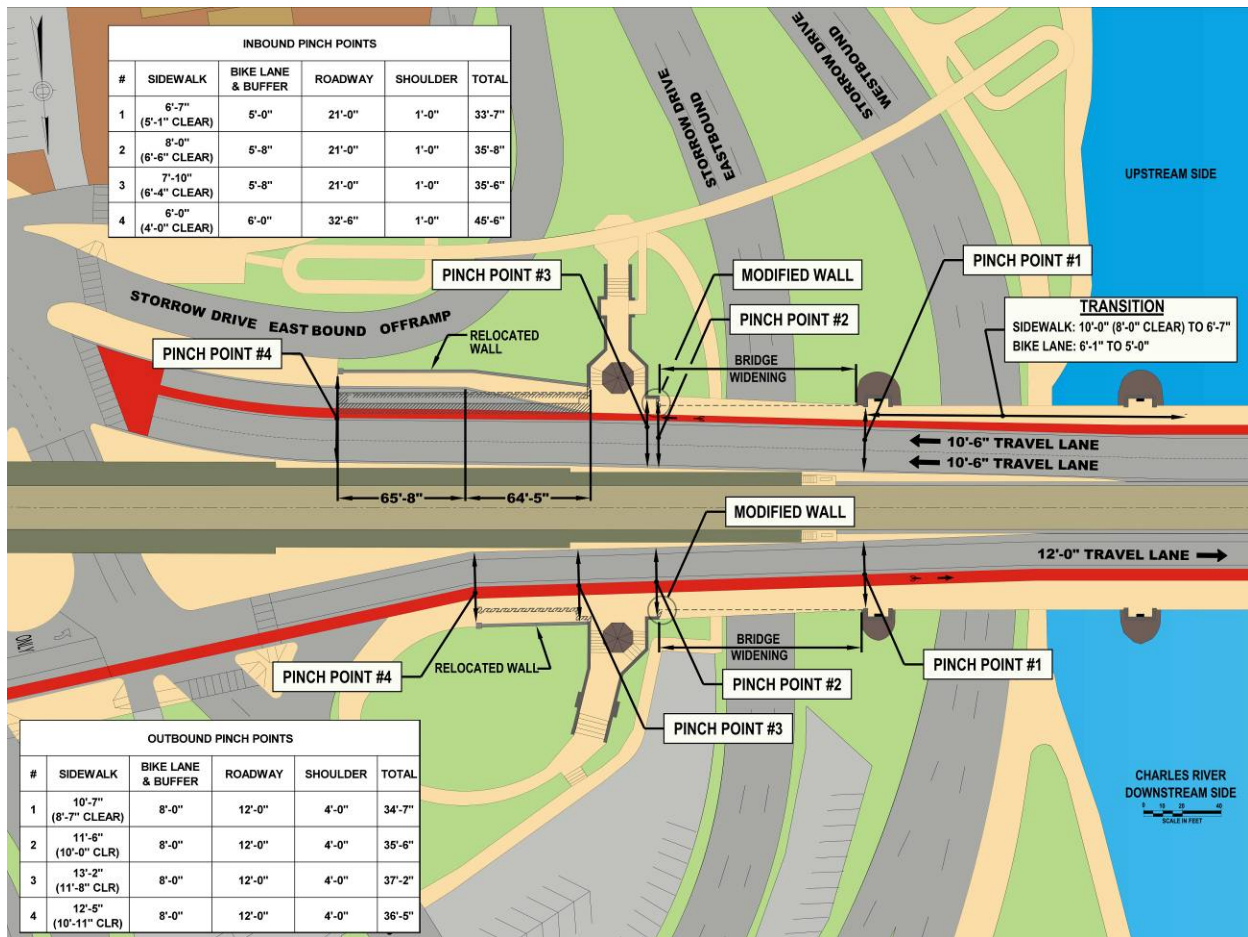 INBOUND PINCH POINTS
# SIDEWALK BIKE LANE & BUFFER ROADWAY SHOULDER TOTAL
1 6'-7" (5'-1" CLEAR) 5'-0" 21'-0" 1'-0" 33'-7"
2 8'-0" (6'-6" CLEAR) 5'-8" 21'-0" 1'-0" 35'-8"
3 7'-10" (6'-4" CLEAR) 5'-8" 21'-0" 1'-0" 35'-6"
4 6'-0" (4'-0" CLEAR) 6'-0" 32'-6" 1'-0" 45'-6"
STORROW DRIVE
EASTBOUND
STORROW DRIVE
WESTBOUND
UPSTREAM SIDE
PINCH POINT #3
MODIFIED WALL
PINCH POINT #1
PINCH POINT #2
TRANSITION
SIDEWALK: 10'-0" (8'-0" CLEAR) TO 6'-7"
BIKE LANE: 6'-1" TO 5'-0"
STORROW DRIVE EAST BOUND OFFRAMP
RELOCATED
WALL
PINCH POINT #4
BRIDGE
WIDENING
10'-6" TRAVEL LANE
10'-6" TRAVEL LANE
65'-8"
64'-5"
MODIFIED WALL
12'-0" TRAVEL LANE
ONLY
PINCH POINT #4
RELOCATED WALL
BRIDGE
WIDENING
PINCH POINT #1
PINCH POINT #2
PINCH POINT #3
OUTBOUND PINCH POINTS
# SIDEWALK BIKE LANE & BUFFER ROADWAY SHOULDER TOTAL
1 10'-7" (8'-7" CLEAR) 8'-0" 12'-0" 4'-0" 34'-7"
2 11'-6" (10'-0" CLR) 8'-0" 12'-0" 4'-0" 35'-6"
3 13'-2" (11'-8" CLR) 8'-0" 12'-0" 4'-0" 37'-2"
4 12'-5" (10'-11" CLR) 8'-0" 12'-0" 4'-0" 36'-5"
CHARLES RIVER
DOWNSTREAM SIDE
0 10 20 40
SCALE IN FEET